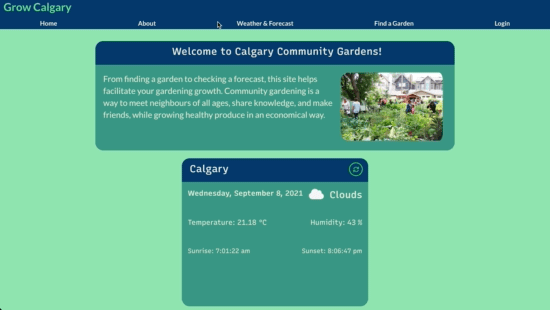 Grow Calgary
Home About Weather & Forecast Find a Garden Login
Welcome to Calgary Community Gardens!
From finding a garden to checking a forecast, this site helps
facilitate your gardening growth. Community gardening is a
way to meet neighbours of all ages, share knowledge, and make
friends, while growing healthy produce in an economical way.
Calgary
Wednesday, September 8, 2021 Clouds
Temperature: 21.18 °C Humidity: 43 %
Sunrise: 7:01:22 am Sunset: 8:06:47 pm